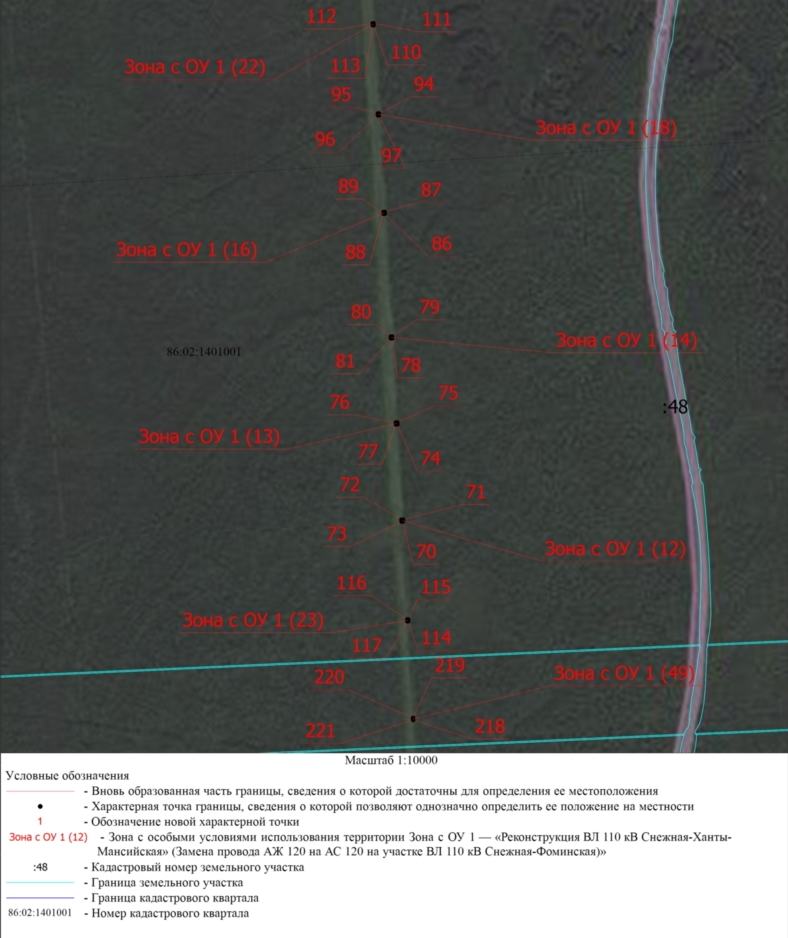 112
111
110
Зона с ОУ 1 (22)
113
94
95
Зона с ОУ 1 (18)
96
97
89
87
Зона с ОУ 1 (16)
86
88
80
79
Зона с ОУ 1 (14)
86:02:1401001
81
78
75
76
:48
Зона с ОУ 1 (13)
77
74
72
71
73
70
Зона с ОУ 1 (12)
116
115
Зона с ОУ 1 (23)
117
114
219
220
Зона с ОУ 1 (49)
221
218
Масштаб 1:10000
Условные обозначения
- Вновь образованная часть границы, сведения о которой достаточны для определения ее местоположения
- Характерная точка границы, сведения о которой позволяют однозначно определить ее положение на местности
1 - Обозначение новой характерной точки
Зона с ОУ 1 (12) - Зона с особыми условиями использования территории Зона с ОУ 1 — «Реконструкция ВЛ 110 кВ Снежная-Ханты-
Мансийская» (Замена провода АЖ 120 на АС 120 на участке ВЛ 110 кВ Снежная-Фоминская)»
:48 - Кадастровый номер земельного участка
- Граница земельного участка
- Граница кадастрового квартала
86:02:1401001 - Номер кадастрового квартала